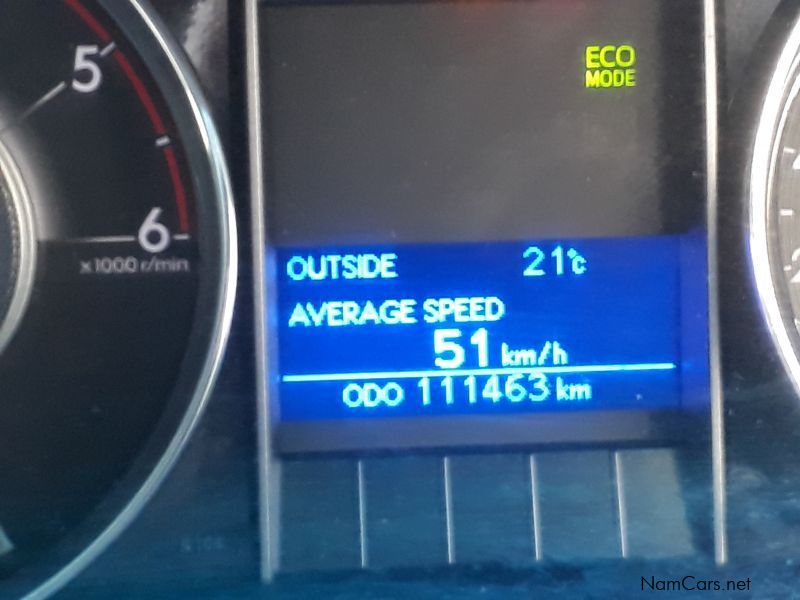 5
6
x1000 r/min
ECO
MODE
OUTSIDE 21°C
AVERAGE SPEED
51 km/h
ODO 111463 km
NamCars.net